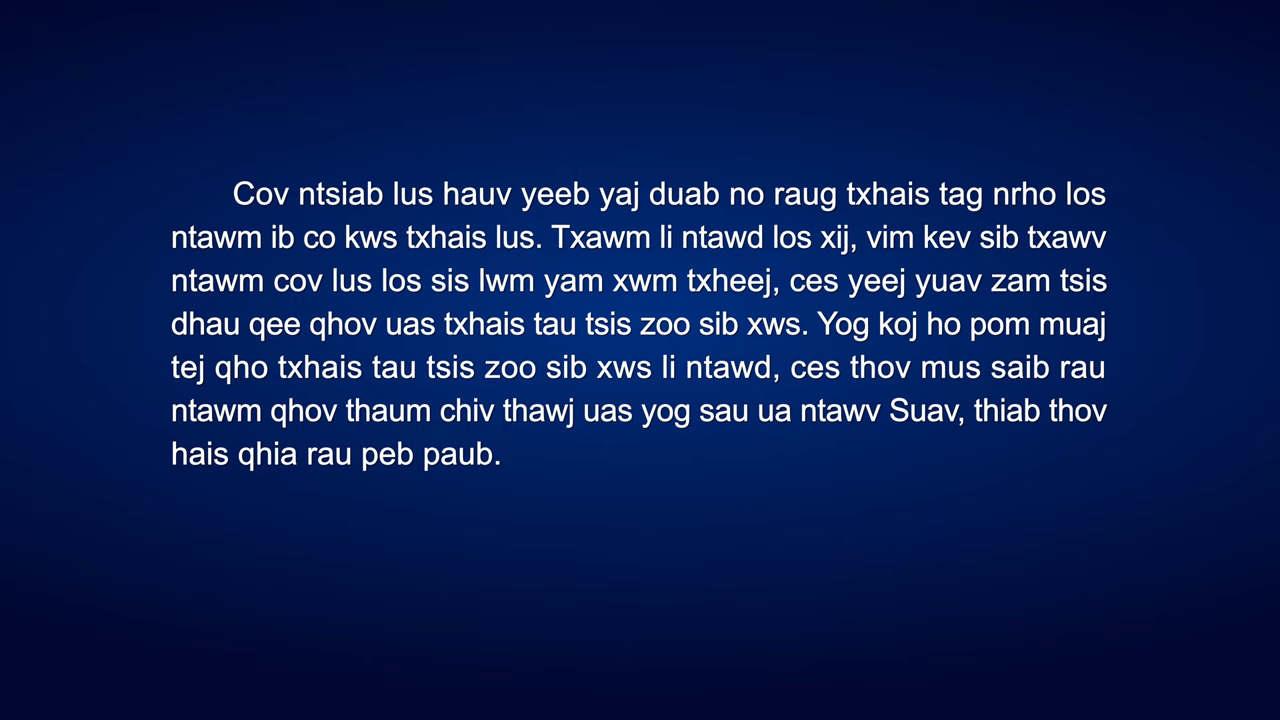 Cov ntsiab lus hauv yeeb yaj duab no raug txhais tag nrho los
ntawm ib co kws txhais lus. Txawm li ntawd los xij, vim kev sib txawv
ntawm cov lus los sis lwm yam xwm txheej, ces yeej yuav zam tsis
dhau qee qhov uas txhais tau tsis zoo sib xws. Yog koj ho pom muaj
tej qho txhais tau tsis zoo sib xws li ntawd, ces thov mus saib rau
ntawm qhov thaum chiv thawj uas yog sau ua ntawv Suav, thiab thov
hais qhia rau peb paub.